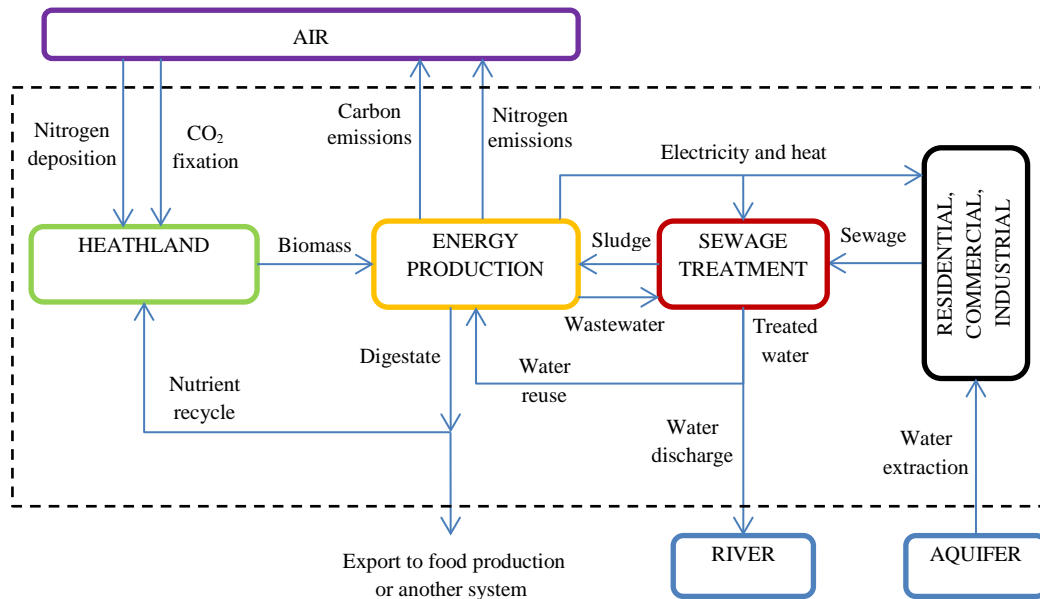 AIR
Nitrogen
deposition
CO₂
fixation
Carbon
emissions
Nitrogen
emissions
Electricity and heat
HEATHLAND
Biomass
ENERGY
PRODUCTION
Sludge
Wastewater
SEWAGE
TREATMENT
Sewage
RESIDENTIAL,
COMMERCIAL,
INDUSTRIAL
Digestate
Water
reuse
Treated
water
Nutrient
recycle
Water
discharge
Water
extraction
Export to food production
or another system
RIVER
AQUIFER